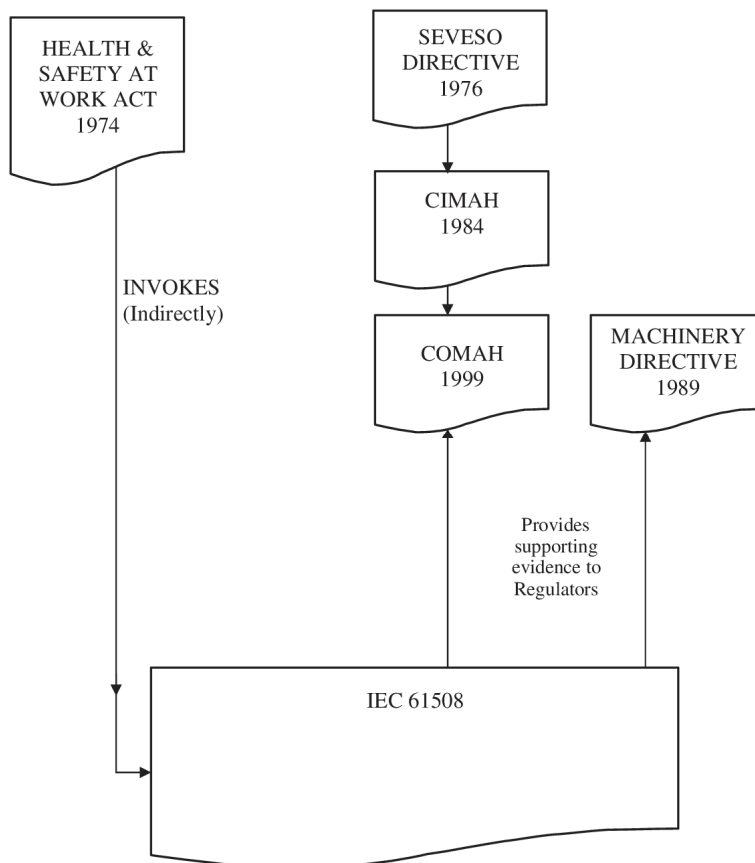 HEALTH &
SAFETY AT
WORK ACT
1974
SEVESO
DIRECTIVE
1976
CIMAH
1984
INVOKES
(Indirectly)
COMAH
1999
MACHINERY
DIRECTIVE
1989
Provides
supporting
evidence to
Regulators
IEC 61508